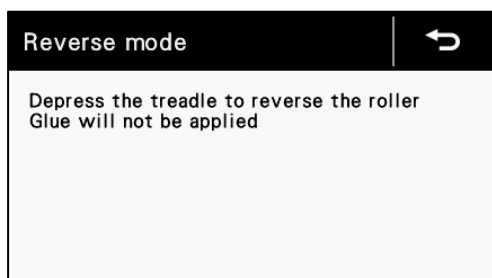 Reverse mode
Depress the treadle to reverse the roller
Glue will not be applied